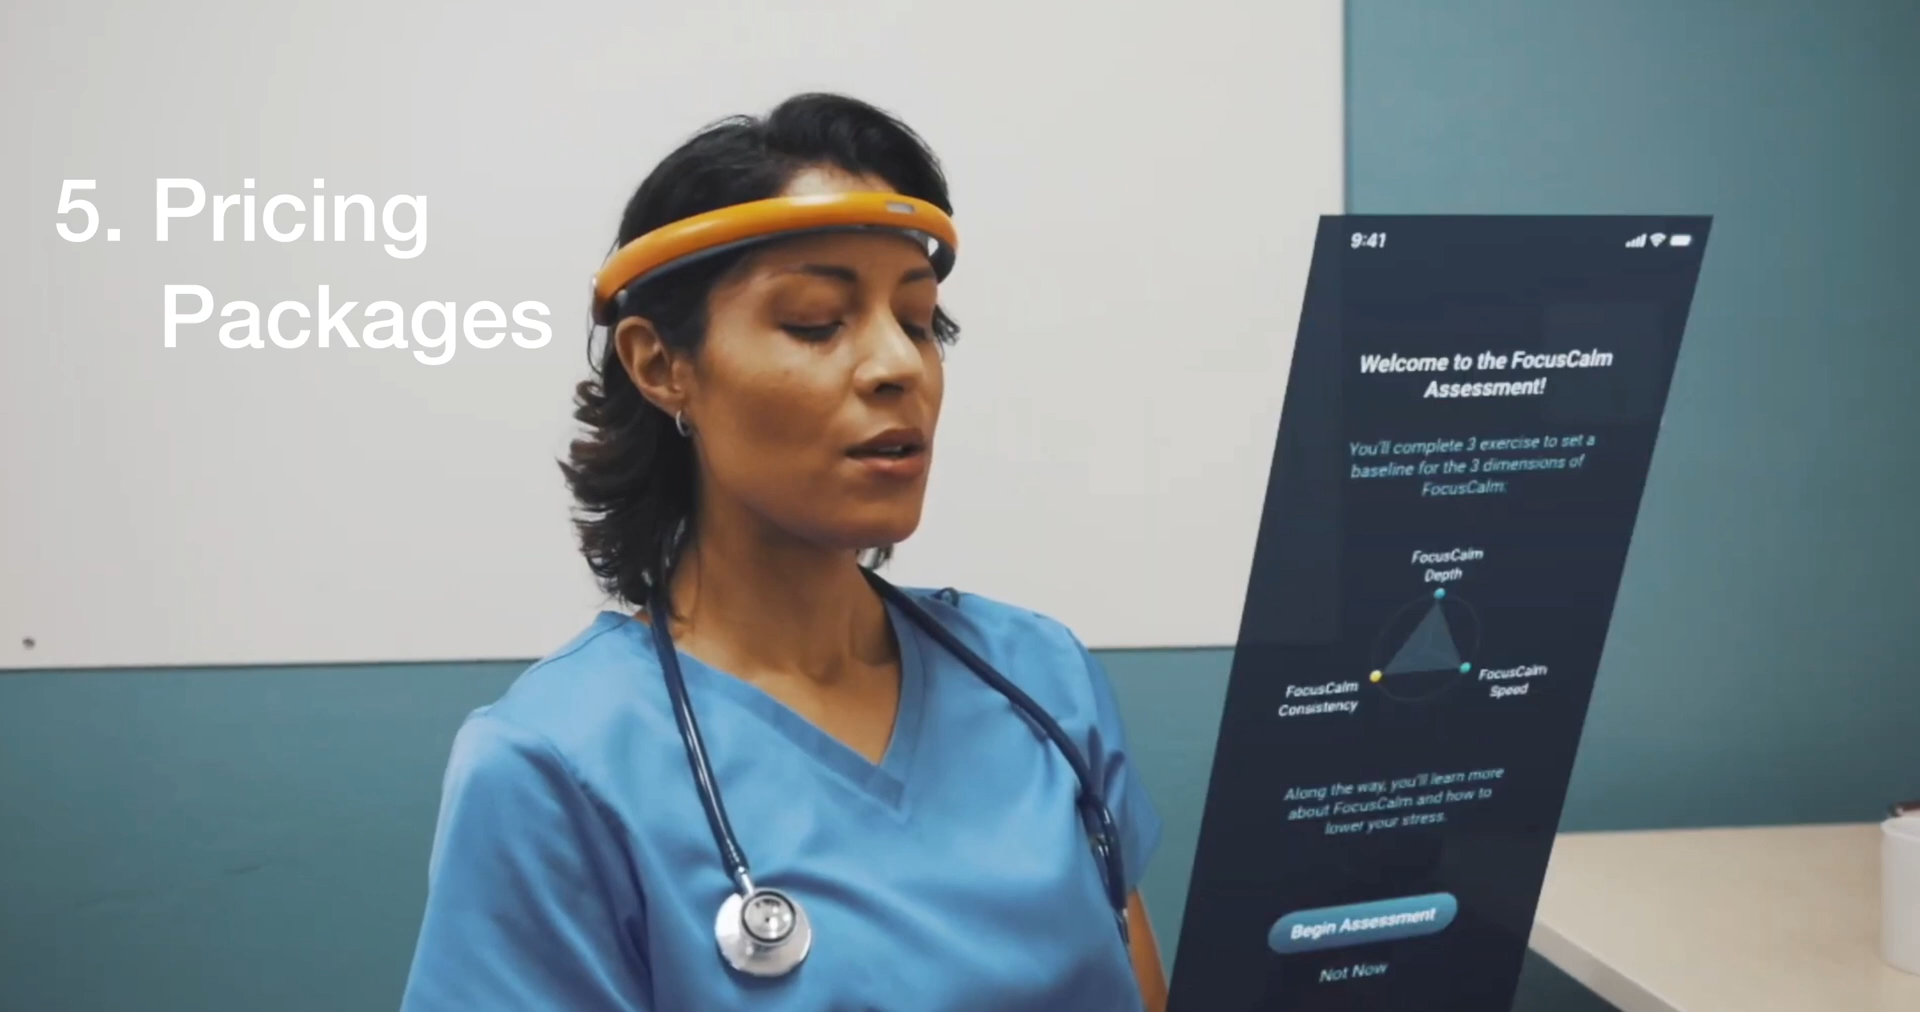 5. Pricing
Packages
9:41
Welcome to the FocusCalm
Assessment!
You'll complete 3 exercise to set a
baseline for the 3 dimensions of
FocusCalm:
FocusCalm
Depth
FocusCalm
Consistency
FocusCalm
Speed
Along the way, you'll learn more
about FocusCalm and how to
lower your stress.
Begin Assessment
Not Now